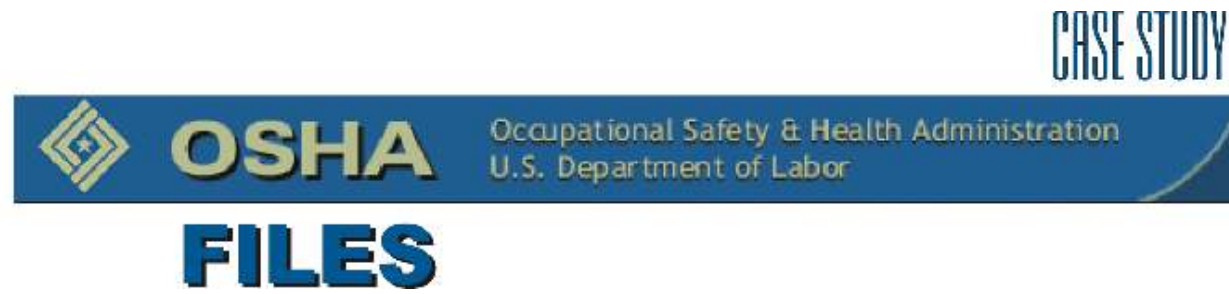 CASE STUDY
OSHA
Occupational Safety & Health Administration
U.S. Department of Labor
FILES